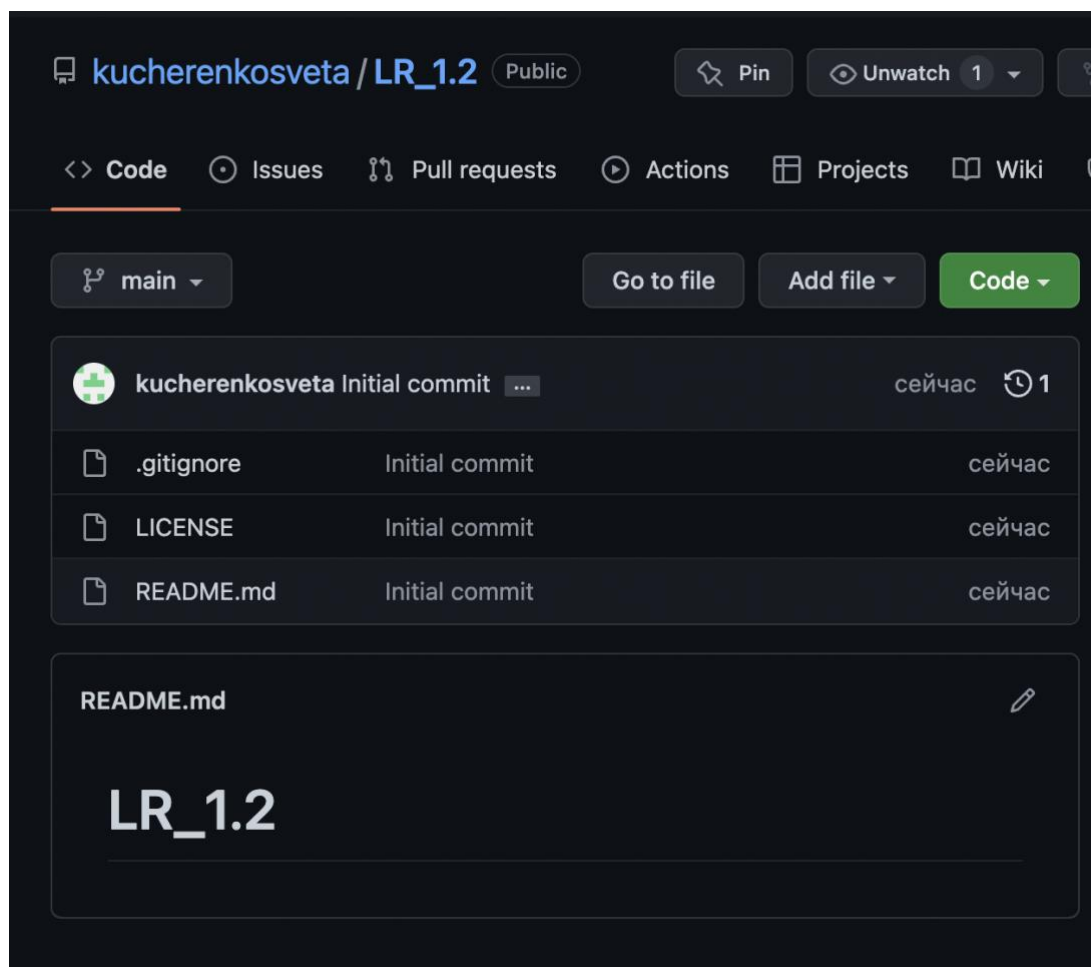 kucherenkosveta / LR_1.2 Public Pin Unwatch 1
Code Issues Pull requests Actions Projects Wiki
main Go to file Add file Code
kucherenkosveta Initial commit ... сейчас 1
.gitignore Initial commit сейчас
LICENSE Initial commit сейчас
README.md Initial commit сейчас
README.md
LR_1.2